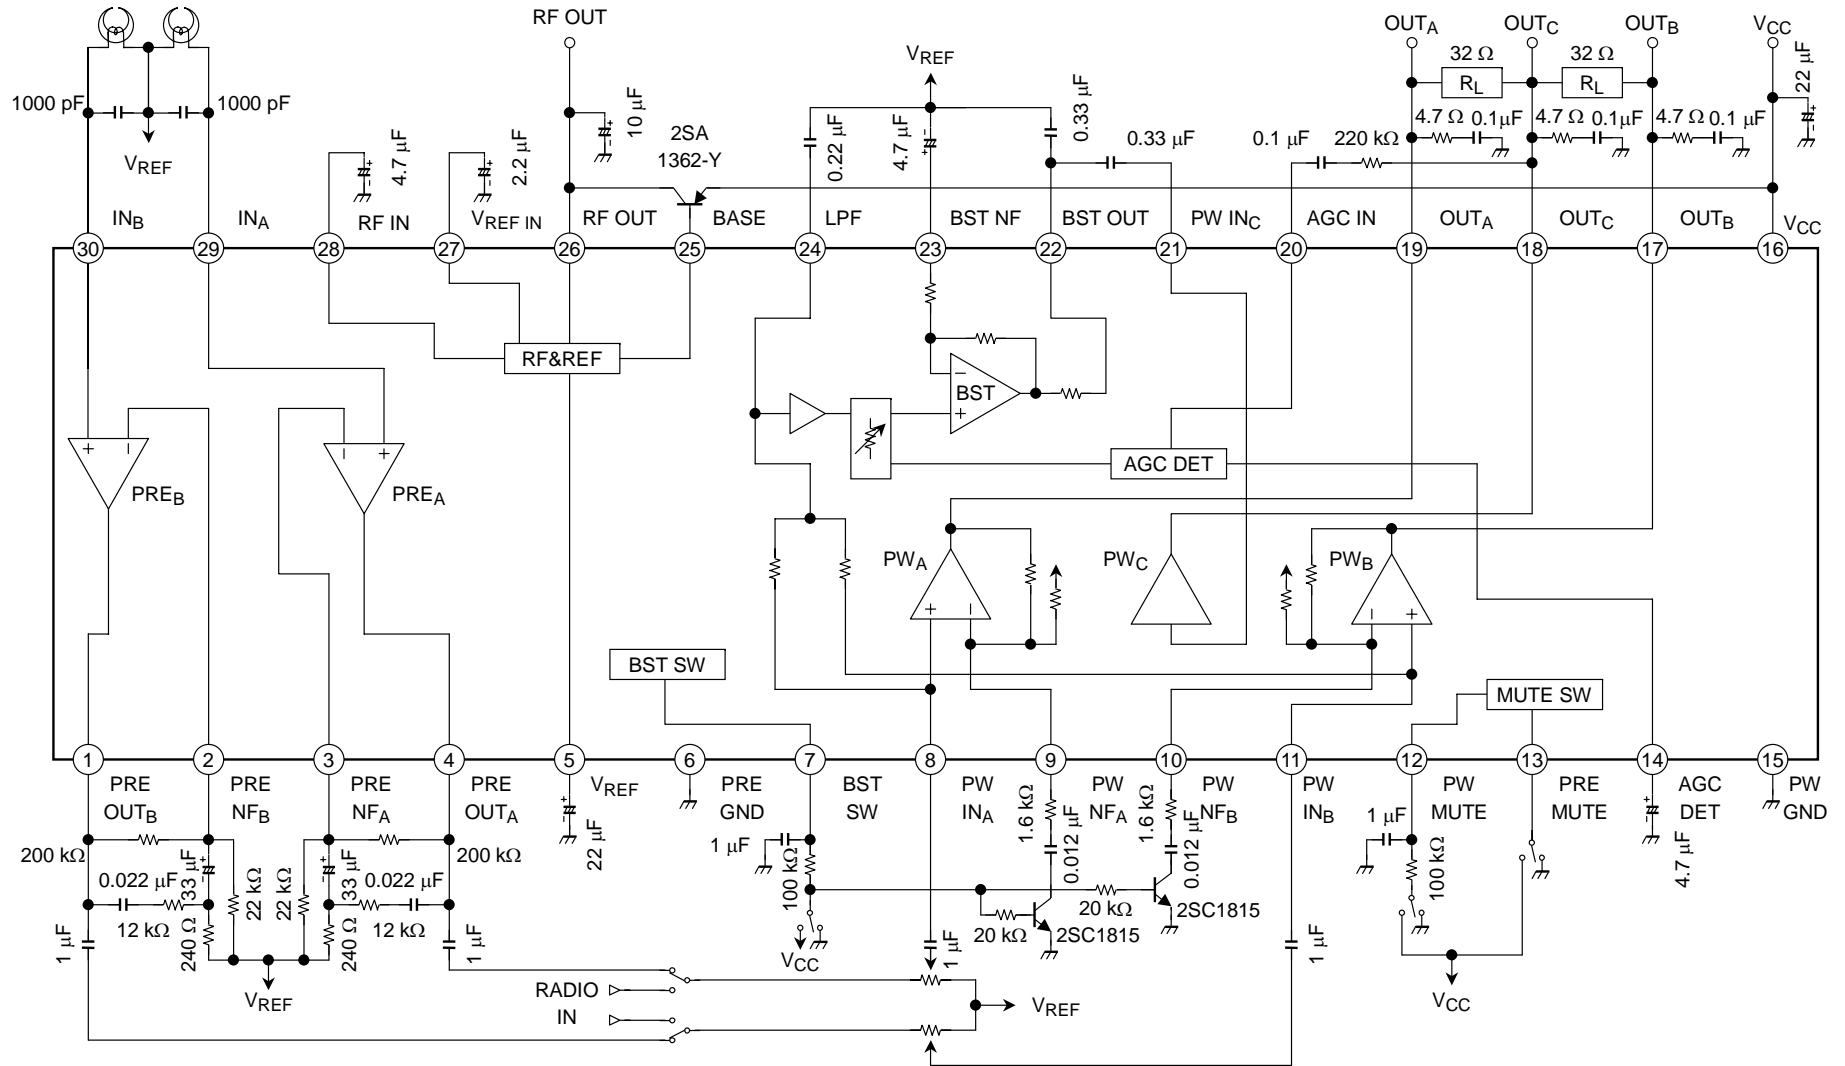 RF OUT
OUTA
OUTC
OUTB
VCC
32 Ω
32 Ω
RL
RL
22 μF
VREF
1000 pF
1000 pF
VREF
4.7 μF
2.2 μF
10 μF
2SA
1362-Y
0.22 μF
4.7 μF
0.33 μF
0.33 μF
0.1 μF
220 kΩ
4.7 Ω
0.1μF
4.7 Ω
0.1μF
4.7 Ω
0.1 μF
INB
INA
RF IN
VREF IN
RF OUT
BASE
LPF
BST NF
BST OUT
PW INC
AGC IN
OUTA
OUTC
OUTB
VCC
30
29
28
27
26
25
24
23
22
21
20
19
18
17
16
RF&REF
BST
−
+
AGC DET
+
−
PREB
−
+
PREA
PWA
+
−
PWC
PWB
−
+
BST SW
MUTE SW
1
2
3
4
5
6
7
8
9
10
11
12
13
14
15
PRE
OUTB
PRE
NFB
PRE
NFA
PRE
OUTA
VREF
PRE
GND
BST
SW
PW
INA
PW
NFA
PW
NFB
PW
INB
PW
MUTE
PRE
MUTE
AGC
DET
PW
GND
200 kΩ
0.022 μF
12 kΩ
33 μF
240 Ω
22 kΩ
22 kΩ
33 μF
240 Ω
0.022 μF
12 kΩ
200 kΩ
1 μF
1 μF
VREF
22 μF
1 μF
100 kΩ
VCC
1.6 kΩ
0.012 μF
1.6 kΩ
0.012 μF
20 kΩ
2SC1815
20 kΩ
2SC1815
1 μF
1 μF
1 μF
100 kΩ
VCC
4.7 μF
RADIO
IN
VREF